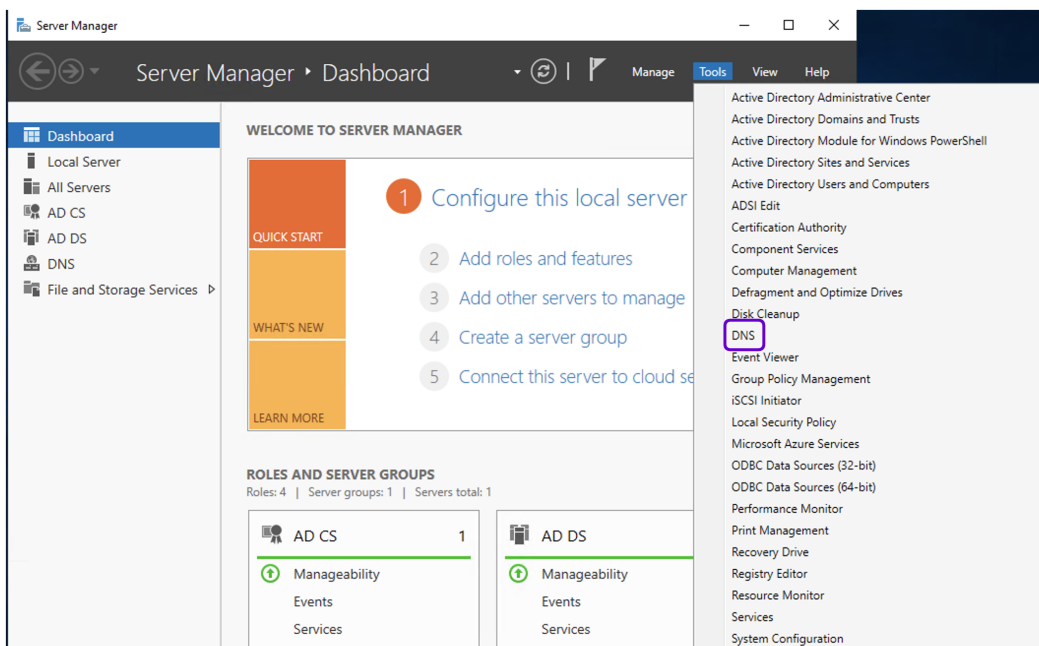 Server Manager
Server Manager • Dashboard
Manage
Tools
View
Help
Dashboard
Local Server
All Servers
AD CS
AD DS
DNS
File and Storage Services
WELCOME TO SERVER MANAGER
QUICK START
WHAT'S NEW
LEARN MORE
1 Configure this local server
2 Add roles and features
3 Add other servers to manage
4 Create a server group
5 Connect this server to cloud se
ROLES AND SERVER GROUPS
Roles: 4 | Server groups: 1 | Servers total: 1
AD CS 1
Manageability
Events
Services
AD DS
Manageability
Events
Services
Active Directory Administrative Center
Active Directory Domains and Trusts
Active Directory Module for Windows PowerShell
Active Directory Sites and Services
Active Directory Users and Computers
ADSI Edit
Certification Authority
Component Services
Computer Management
Defragment and Optimize Drives
Disk Cleanup
DNS
Event Viewer
Group Policy Management
iSCSI Initiator
Local Security Policy
Microsoft Azure Services
ODBC Data Sources (32-bit)
ODBC Data Sources (64-bit)
Performance Monitor
Print Management
Recovery Drive
Registry Editor
Resource Monitor
Services
System Configuration